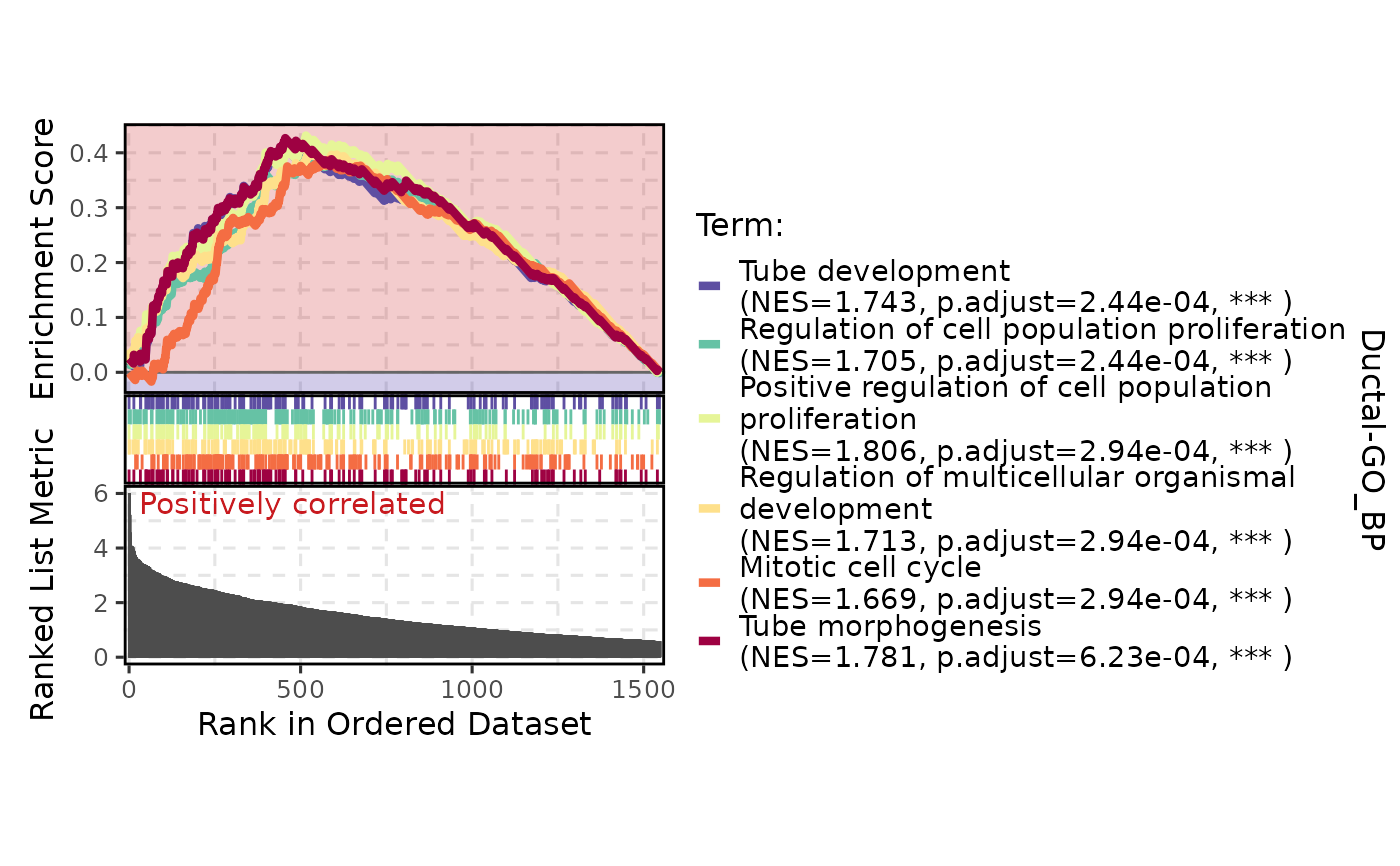 Enrichment Score
0.4
0.3
0.2
0.1
0.0
Ranked List Metric
6
4
2
0
Positively correlated
0
500
1000
1500
Rank in Ordered Dataset
Term:
Tube development
(NES=1.743, p.adjust=2.44e-04, *** )
Regulation of cell population proliferation
(NES=1.705, p.adjust=2.44e-04, *** )
Positive regulation of cell population
proliferation
(NES=1.806, p.adjust=2.94e-04, *** )
Regulation of multicellular organismal
development
(NES=1.713, p.adjust=2.94e-04, *** )
Mitotic cell cycle
(NES=1.669, p.adjust=2.94e-04, *** )
Tube morphogenesis
(NES=1.781, p.adjust=6.23e-04, *** )
Ductal-GO_BP